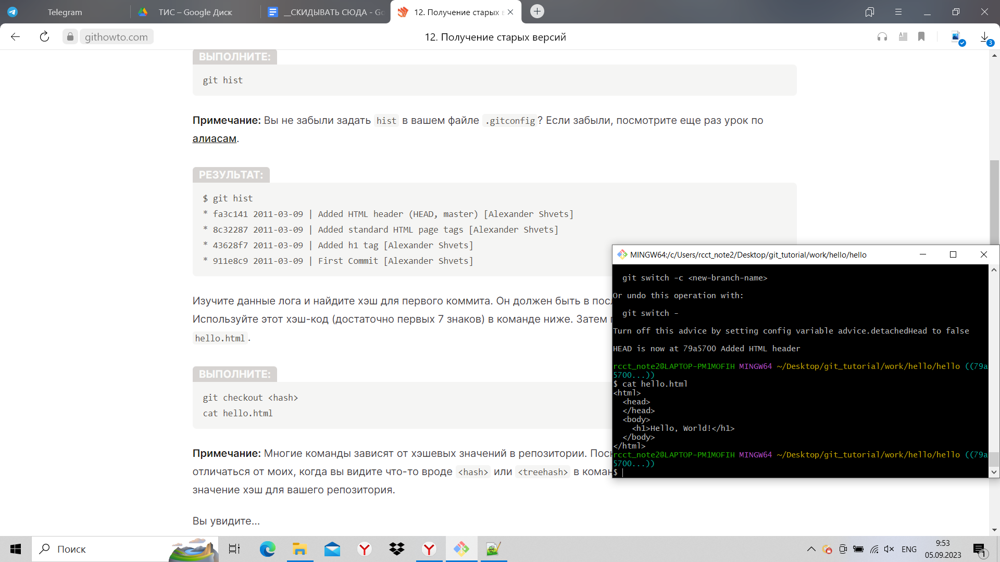 Telegram
ТИС – Google Диск
__СКИДЫВАТЬ СЮДА - Go
12. Получение старых в
githowto.com
12. Получение старых версий
3
ВЫПОЛНИТЕ:
git hist
Примечание: Вы не забыли задать hist в вашем файле .gitconfig? Если забыли, посмотрите еще раз урок по
алиасам.
РЕЗУЛЬТАТ:
$ git hist
* fa3c141 2011-03-09 | Added HTML header (HEAD, master) [Alexander Shvets]
* 8c32287 2011-03-09 | Added standard HTML page tags [Alexander Shvets]
* 43628f7 2011-03-09 | Added h1 tag [Alexander Shvets]
* 911e8c9 2011-03-09 | First Commit [Alexander Shvets]
Изучите данные лога и найдите хэш для первого коммита. Он должен быть в пос
Используйте этот хэш-код (достаточно первых 7 знаков) в команде ниже. Затем
hello.html.
ВЫПОЛНИТЕ:
git checkout <hash>
cat hello.html
Примечание: Многие команды зависят от хэшевых значений в репозитории. Пос
отличаться от моих, когда вы видите что-то вроде <hash> или <treehash> в коман
значение хэш для вашего репозитория.
Вы увидите...
MINGW64:/c/Users/rcct_note2/Desktop/git_tutorial/work/hello/hello
git switch -c <new-branch-name>
Or undo this operation with:
git switch -
Turn off this advice by setting config variable advice.detachedHead to false
HEAD is now at 79a5700 Added HTML header
rcct_note2@LAPTOP-PM1MOFIH MINGW64 ~/Desktop/git_tutorial/work/hello/hello ((79a
5700...))
$ cat hello.html
<html>
<head>
</head>
<body>
<h1>Hello, World!</h1>
</body>
</html>
rcct_note2@LAPTOP-PM1MOFIH MINGW64 ~/Desktop/git_tutorial/work/hello/hello ((79a
5700...))
$
Поиск
ENG
9:53
05.09.2023
1